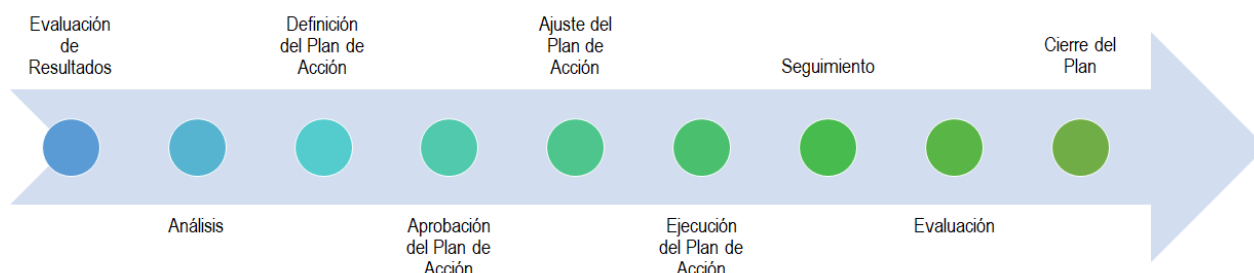 Evaluación
de
Resultados
Análisis
Definición
del Plan de
Acción
Aprobación
del Plan de
Acción
Ajuste del
Plan de
Acción
Ejecución
del Plan de
Acción
Seguimiento
Evaluación
Cierre del
Plan